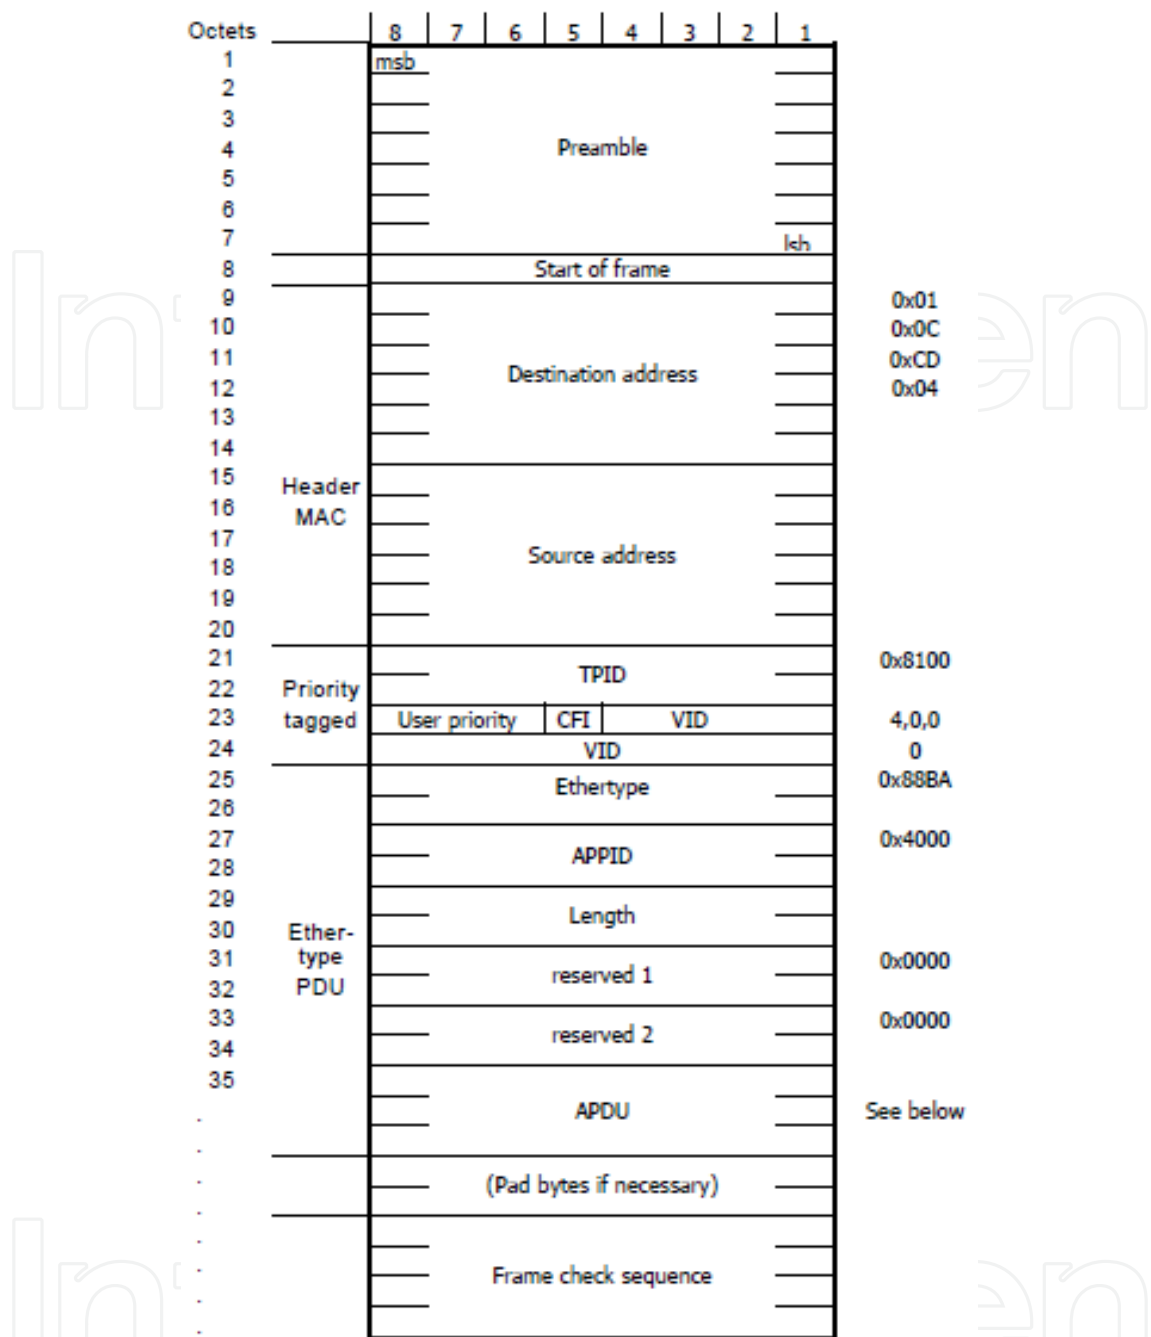 Octets 8 7 6 5 4 3 2 1
1 msb
2
3
4 Preamble
5
6
7 lsb
8 Start of frame
9 0x01
10 0x0C
11 0xCD
Destination address
12 0x04
13
14
15
Header
16
MAC
17
Source address
18
19
20
21 0x8100
TPID
22 Priority
23 tagged User priority CFI VID 4,0,0
24 VID 0
25 Ethertype 0x88BA
26
27 0x4000
APPID
28
29
Length
30 Ether-
31 type 0x0000
reserved 1
32 PDU
33 0x0000
reserved 2
34
35
APDU See below
(Pad bytes if necessary)
Frame check sequence